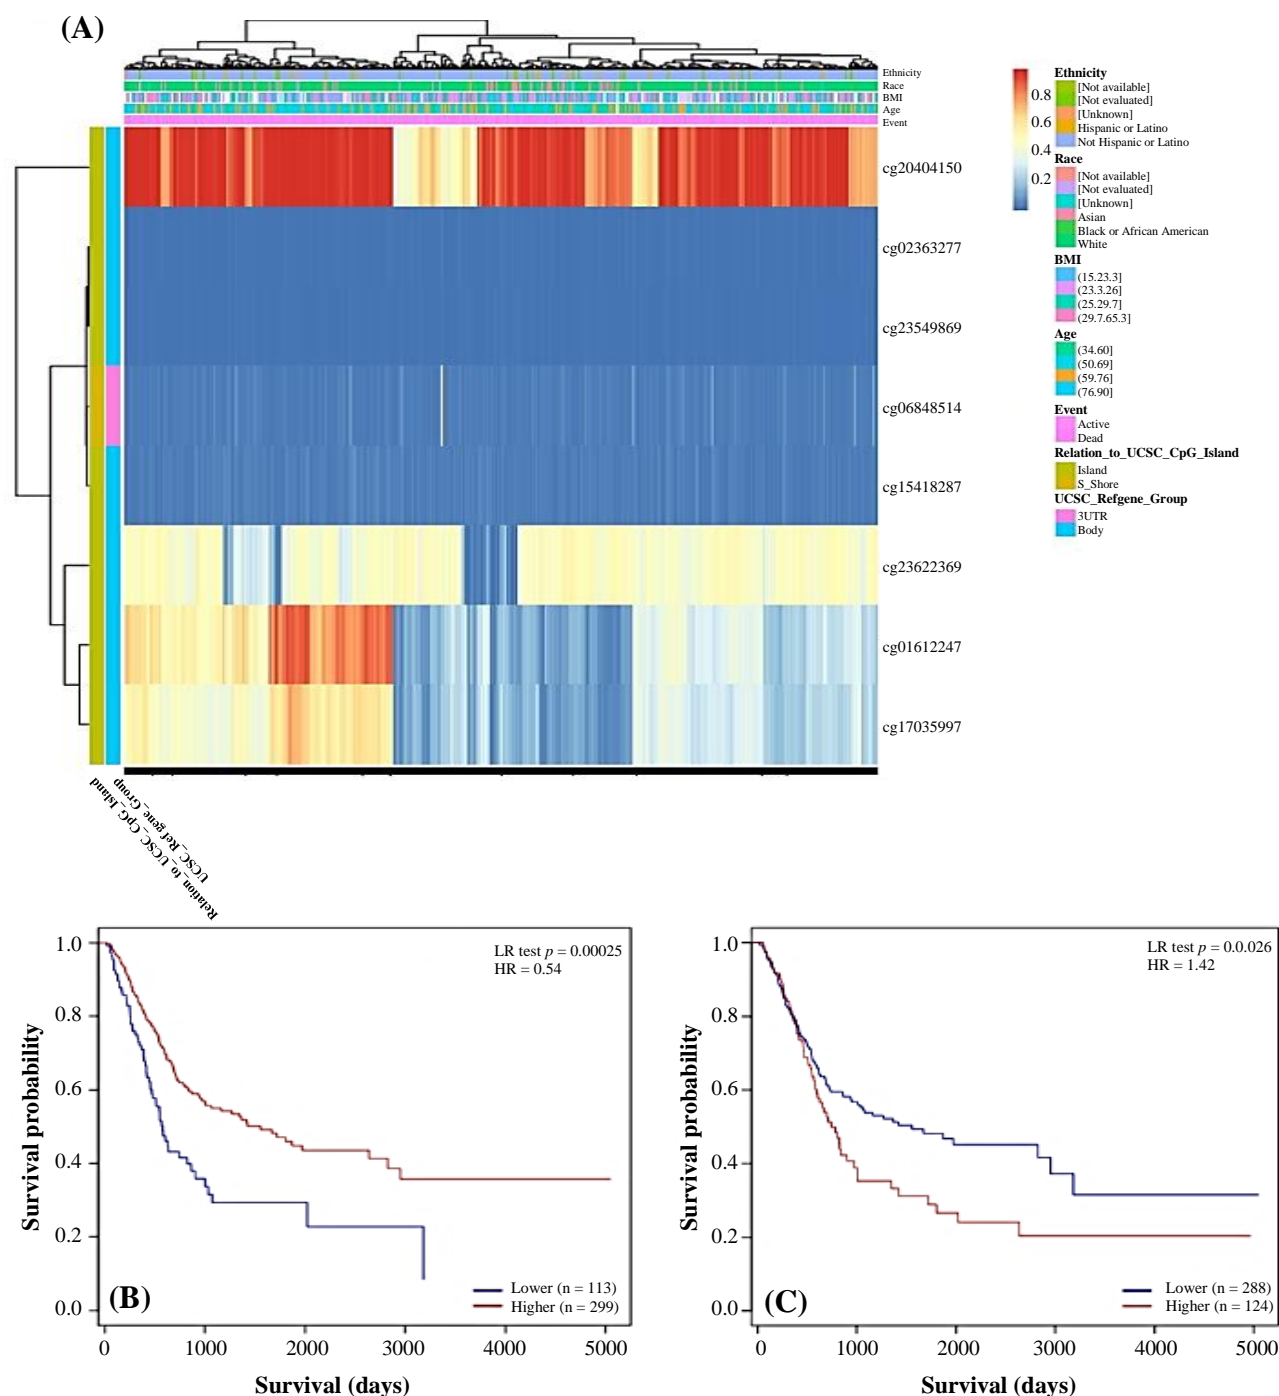 (A)
Ethnicity
Race
BMI
Age
Event
cg20404150
cg02363277
cg23549869
cg06848514
cg15418287
cg23622369
cg01612247
cg17035997
0.8
0.6
0.4
0.2
Ethnicity
[Not available]
[Not evaluated]
[Unknown]
Hispanic or Latino
Not Hispanic or Latino
Race
[Not available]
[Not evaluated]
[Unknown]
Asian
Black or African American
White
BMI
(15.23.3]
(23.3.26]
(25.29.7]
(29.7.65.3]
Age
(34.60]
(50.69]
(59.76]
(76.90]
Event
Active
Dead
Relation_to_UCSC_CpG_Island
Island
S_Shore
UCSC_Refgene_Group
3UTR
Body
Relation_to_UCSC_CpG_Island
UCSC_Ref gene_Group
Survival probability
1.0
0.8
0.6
0.4
0.2
0.0
LR test p = 0.00025
HR = 0.54
(B)
Lower (n = 113)
Higher (n = 299)
0 1000 2000 3000 4000 5000
Survival (days)
Survival probability
1.0
0.8
0.6
0.4
0.2
0.0
LR test p = 0.0.026
HR = 1.42
(C)
Lower (n = 288)
Higher (n = 124)
0 1000 2000 3000 4000 5000
Survival (days)